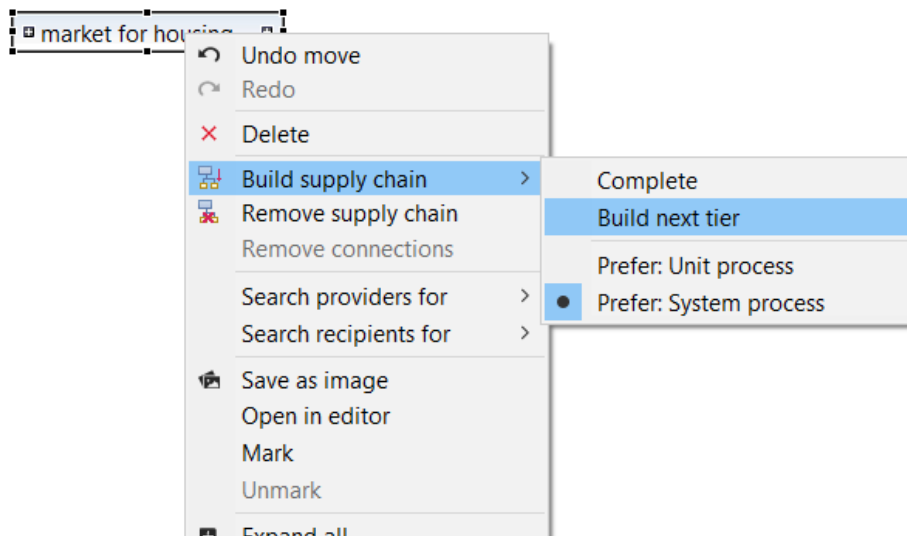 market for housing
Undo move
Redo
Delete
Build supply chain
Remove supply chain
Remove connections
Search providers for
Search recipients for
Save as image
Open in editor
Mark
Unmark
Expand all
Complete
Build next tier
Prefer: Unit process
Prefer: System process